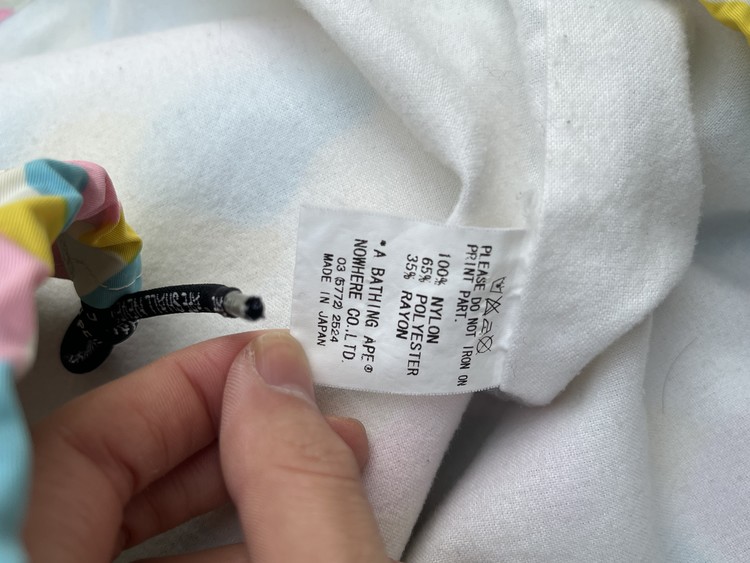 PLEASE DO NOT IRON ON
PRINT PART.
100% NYLON
65% POLYESTER
35% RAYON
*A BATHING APE®
NOWHERE CO.,LTD.
03 (5772) 2524
MADE IN JAPAN